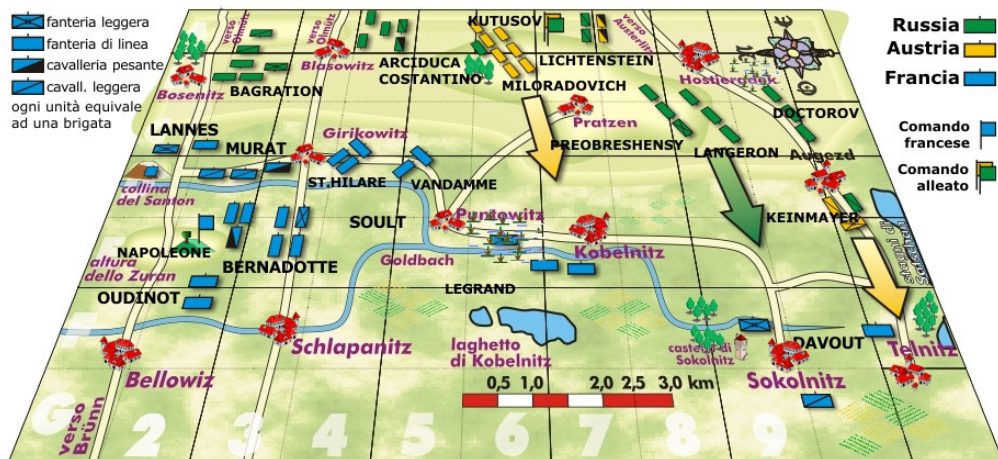 fanteria leggera
fanteria di linea
cavalleria pesante
cavall. leggera
ogni unità equivale
ad una brigata
Russia
Austria
Francia
Comando
francese
Comando
alleato
verso
Olmütz
verso
Olmütz
verso
Austerlitz
KUTUSOV
Bosenitz
BAGRATION
Blasowitz
ARCIDUCA
COSTANTINO
LICHTENSTEIN
MILORADOVICH
Hostieradek
DOCTOROV
Pratzen
PREOBRESHENSY
LANGERON
Augezd
LANNES
MURAT
Girikowitz
ST.HILARE
VANDAMME
collina
del Santon
SOULT
Puntowitz
Kobelnitz
KEINMAYER
stagni di
NAPOLEONE
altura
dello Zuran
BERNADOTTE
Goldbach
OUDINOT
LEGRAND
Schlapanitz
laghetto
di Kobelnitz
castello di
Sokolnitz
DAVOUT
Telnitz
Bellowiz
Sokolnitz
0,5 1,0 2,0 3,0 km
G
verso
Brünn
2 3 4 5 6 7 8 9